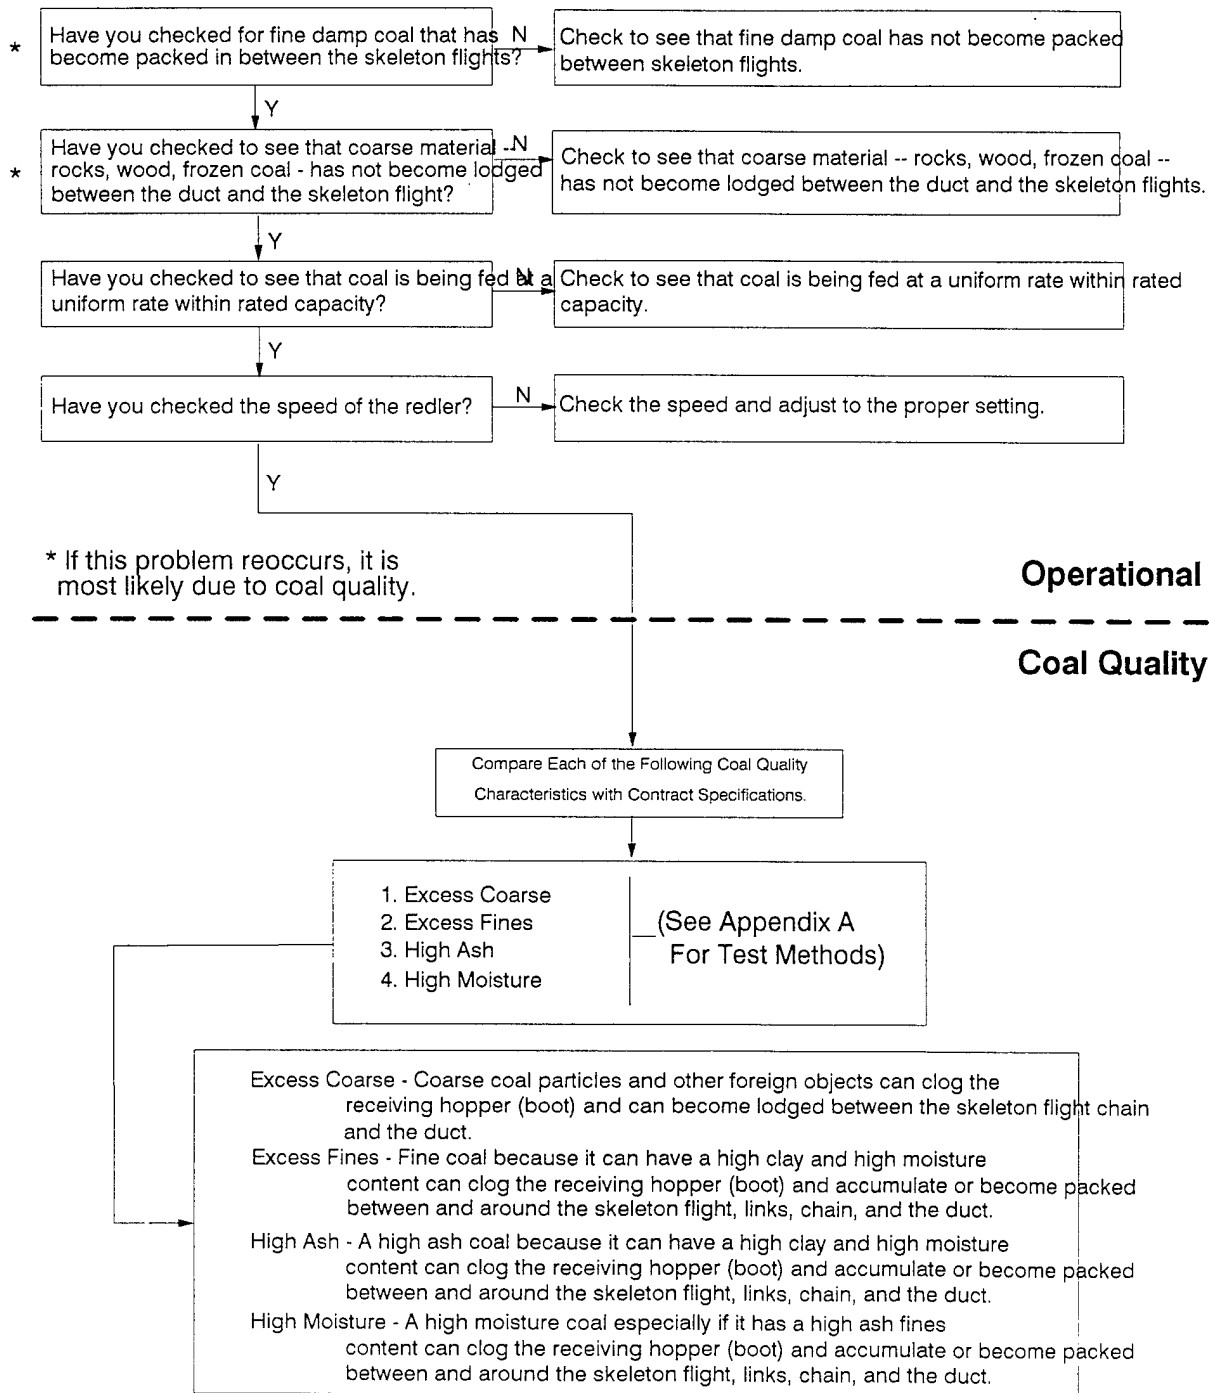 *
Have you checked for fine damp coal that has
become packed in between the skeleton flights?
N
Check to see that fine damp coal has not become packed
between skeleton flights.
Y
*
Have you checked to see that coarse material --
rocks, wood, frozen coal - has not become lodged
between the duct and the skeleton flight?
N
Check to see that coarse material -- rocks, wood, frozen coal --
has not become lodged between the duct and the skeleton flights.
Y
Have you checked to see that coal is being fed at a
uniform rate within rated capacity?
N
Check to see that coal is being fed at a uniform rate within rated
capacity.
Y
Have you checked the speed of the redler?
N
Check the speed and adjust to the proper setting.
Y
* If this problem reoccurs, it is
most likely due to coal quality.
Operational
Coal Quality
Compare Each of the Following Coal Quality
Characteristics with Contract Specifications.
1. Excess Coarse
2. Excess Fines
3. High Ash
4. High Moisture
(See Appendix A
For Test Methods)
Excess Coarse - Coarse coal particles and other foreign objects can clog the
receiving hopper (boot) and can become lodged between the skeleton flight chain
and the duct.
Excess Fines - Fine coal because it can have a high clay and high moisture
content can clog the receiving hopper (boot) and accumulate or become packed
between and around the skeleton flight, links, chain, and the duct.
High Ash - A high ash coal because it can have a high clay and high moisture
content can clog the receiving hopper (boot) and accumulate or become packed
between and around the skeleton flight, links, chain, and the duct.
High Moisture - A high moisture coal especially if it has a high ash fines
content can clog the receiving hopper (boot) and accumulate or become packed
between and around the skeleton flight, links, chain, and the duct.